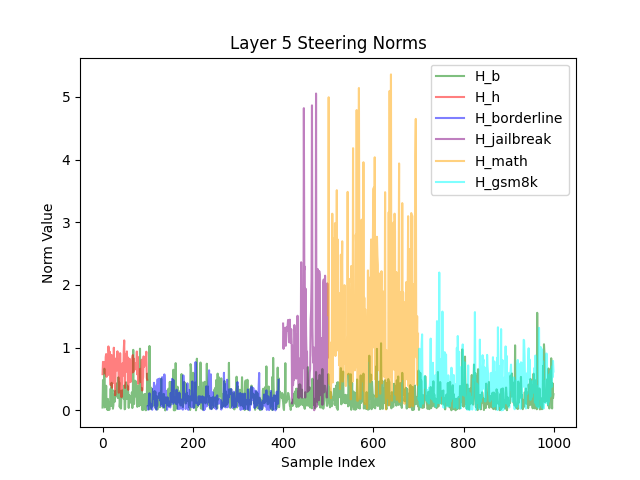 Layer 5 Steering Norms
H_b
H_h
H_borderline
H_jailbreak
H_math
H_gsm8k
Norm Value
5
4
3
2
1
0
0 200 400 600 800 1000
Sample Index